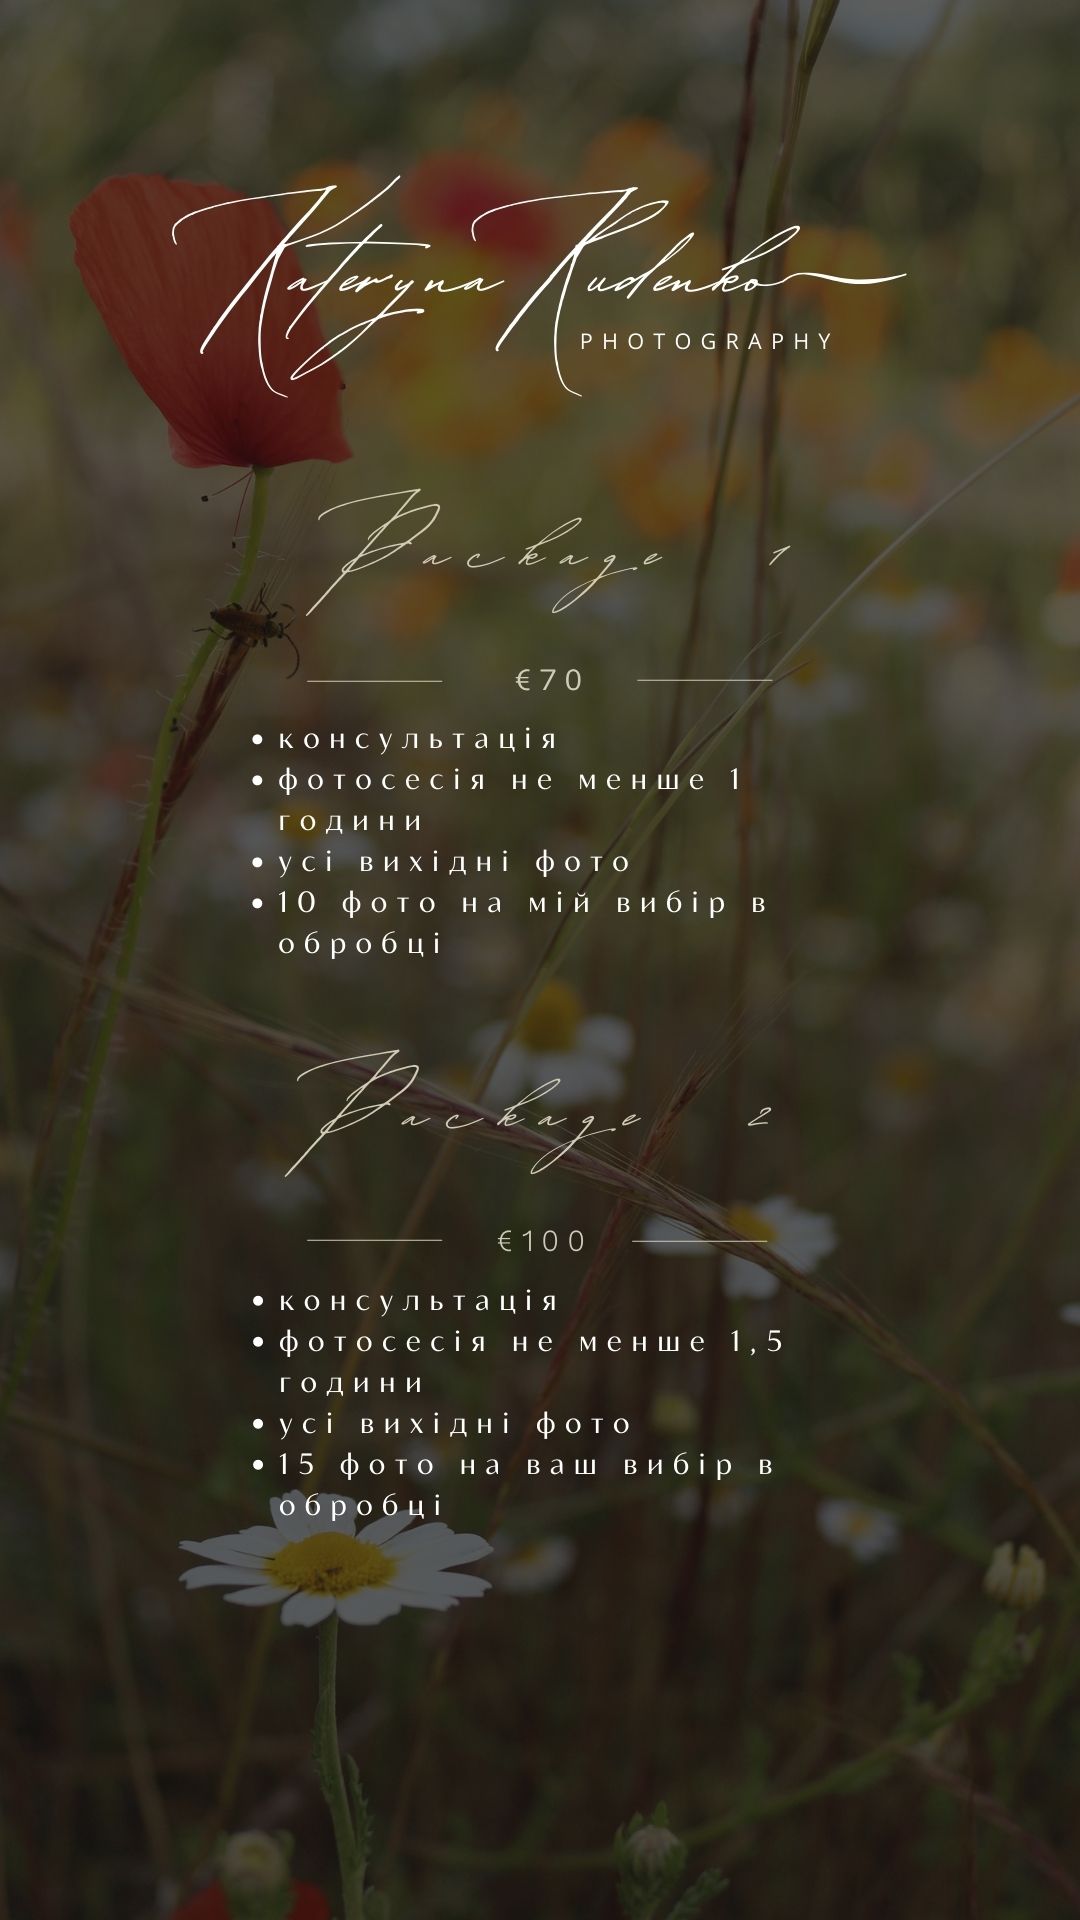 Kateryna Rudenko
PHOTOGRAPHY
Package 1
€70
• консультація
• фотосесія не менше 1
години
• усі вихідні фото
• 10 фото на мій вибір в
обробці
Package 2
€100
• консультація
• фотосесія не менше 1,5
години
• усі вихідні фото
• 15 фото на ваш вибір в
обробці